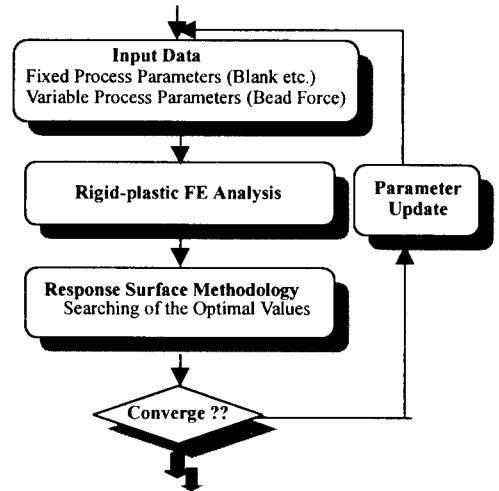 Input Data
Fixed Process Parameters (Blank etc.)
Variable Process Parameters (Bead Force)
Rigid-plastic FE Analysis
Parameter
Update
Response Surface Methodology
Searching of the Optimal Values
Converge ??